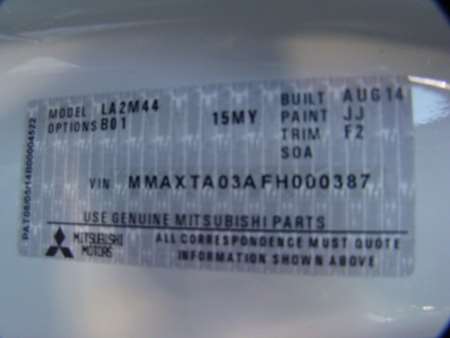 MODEL LA2M44 15MY BUILT AUG14
OPTIONS B01 PAINT JJ
TRIM F2
SOA
VIN MMAXTA03AFH000387
USE GENUINE MITSUBISHI PARTS
MITSUBISHI MOTORS
ALL CORRESPONDENCE MUST QUOTE
INFORMATION SHOWN ABOVE